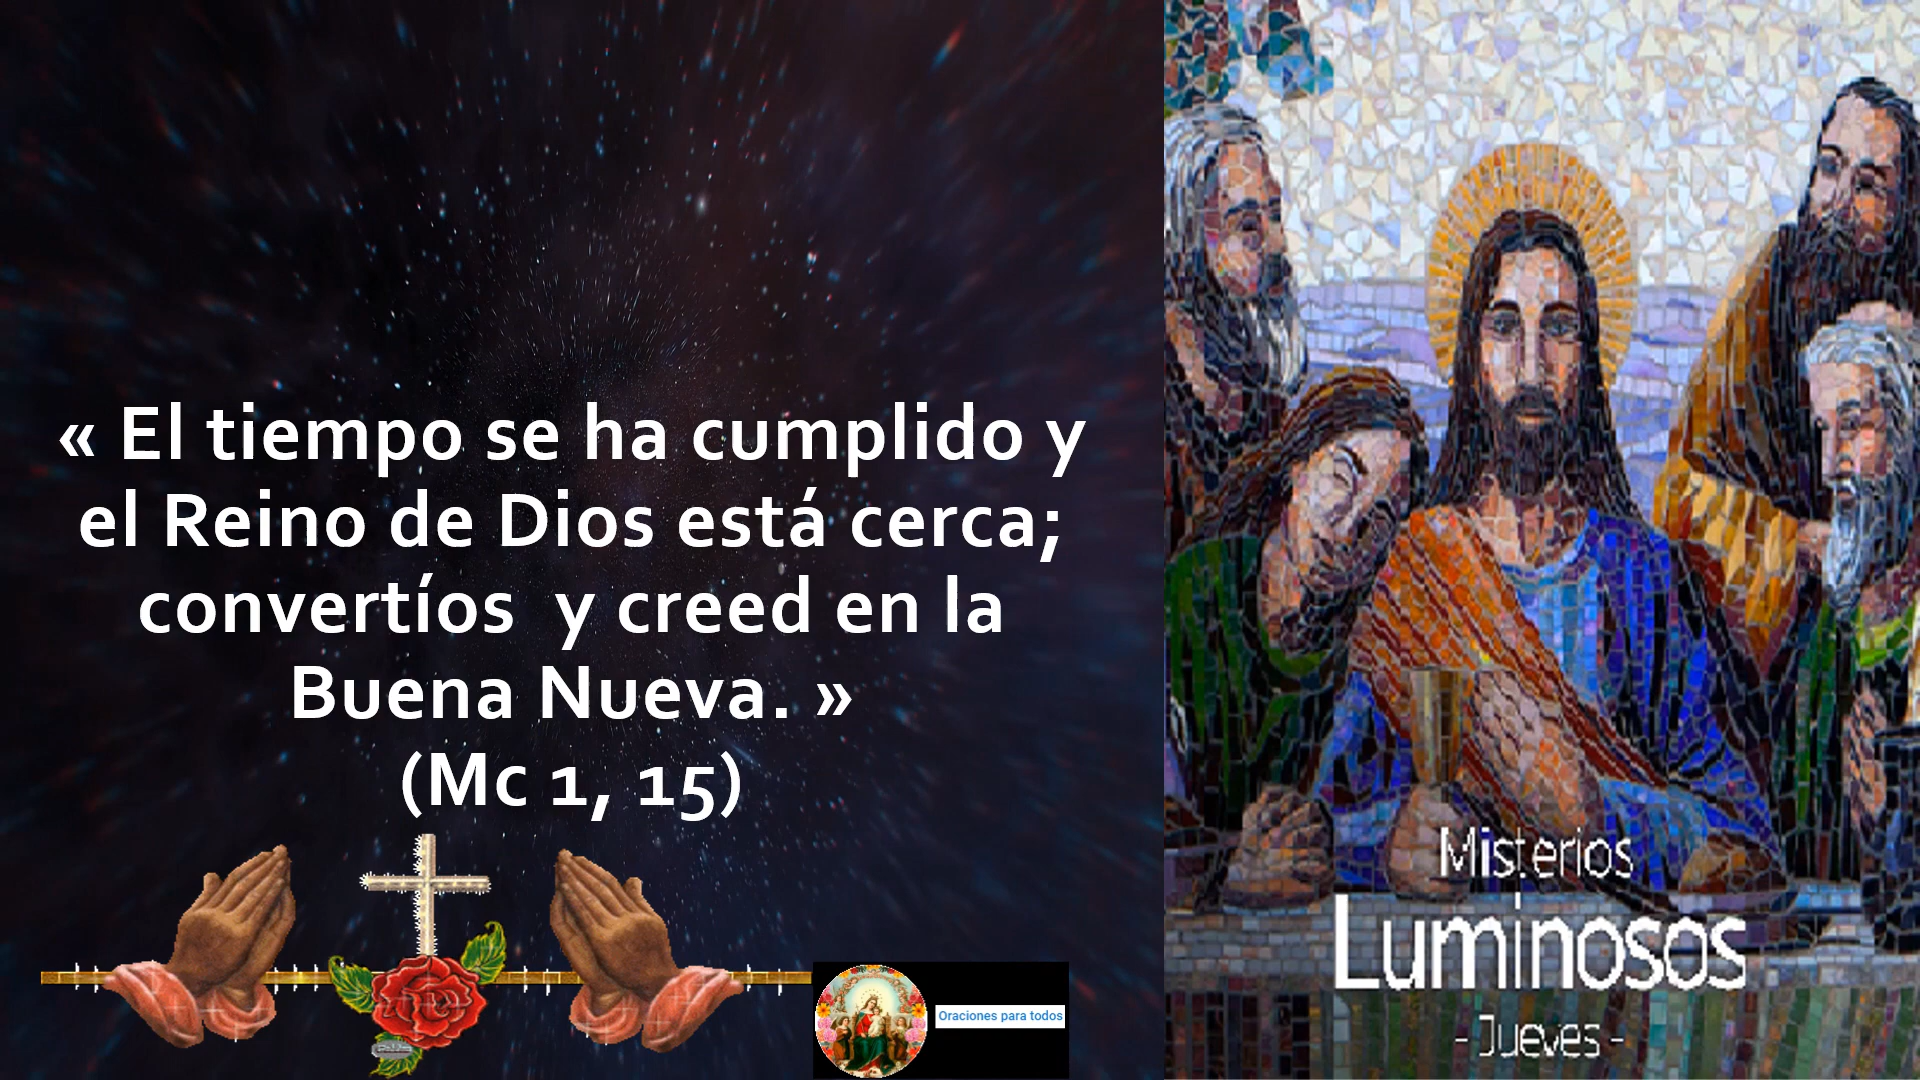 « El tiempo se ha cumplido y
el Reino de Dios está cerca;
convertíos  y creed en la
Buena Nueva. »
(Mc 1, 15)
Oraciones para todos
Misterios
Luminosos
- Jueves -